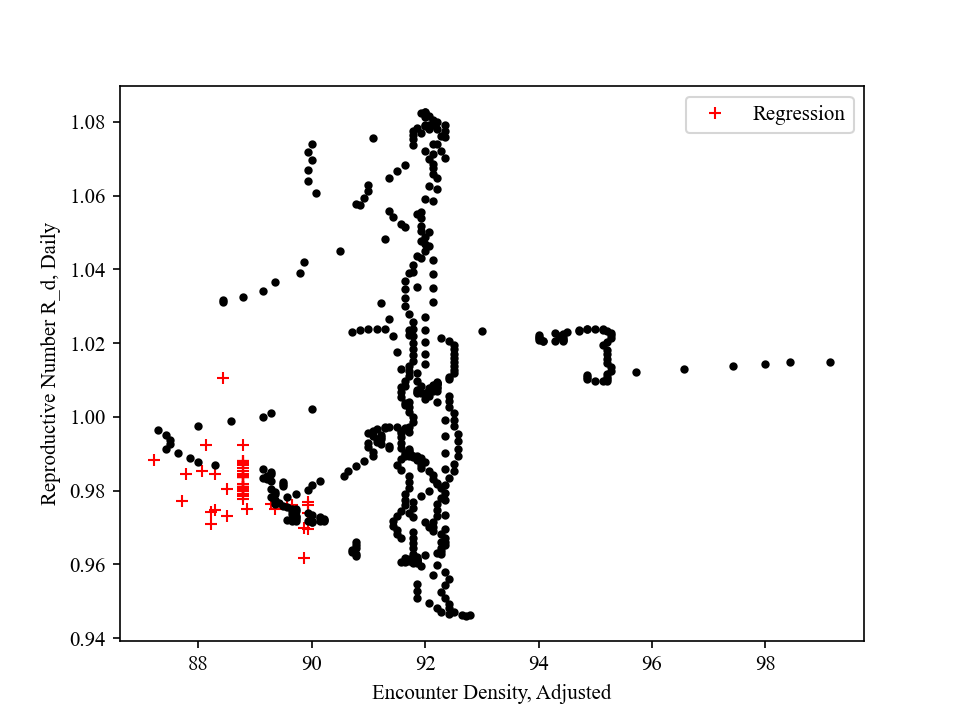 Regression
1.08
1.06
1.04
1.02
1.00
0.98
0.96
0.94
Reproductive Number R_d, Daily
88 90 92 94 96 98
Encounter Density, Adjusted